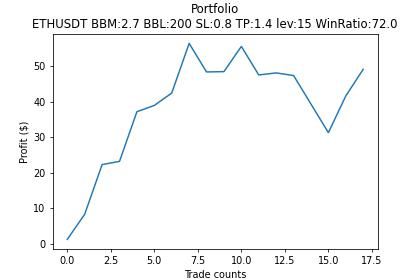 Portfolio
ETHUSDT BBM:2.7 BBL:200 SL:0.8 TP:1.4 lev:15 WinRatio:72.0
Profit ($)
50
40
30
20
10
0
0.0 2.5 5.0 7.5 10.0 12.5 15.0 17.5
Trade counts